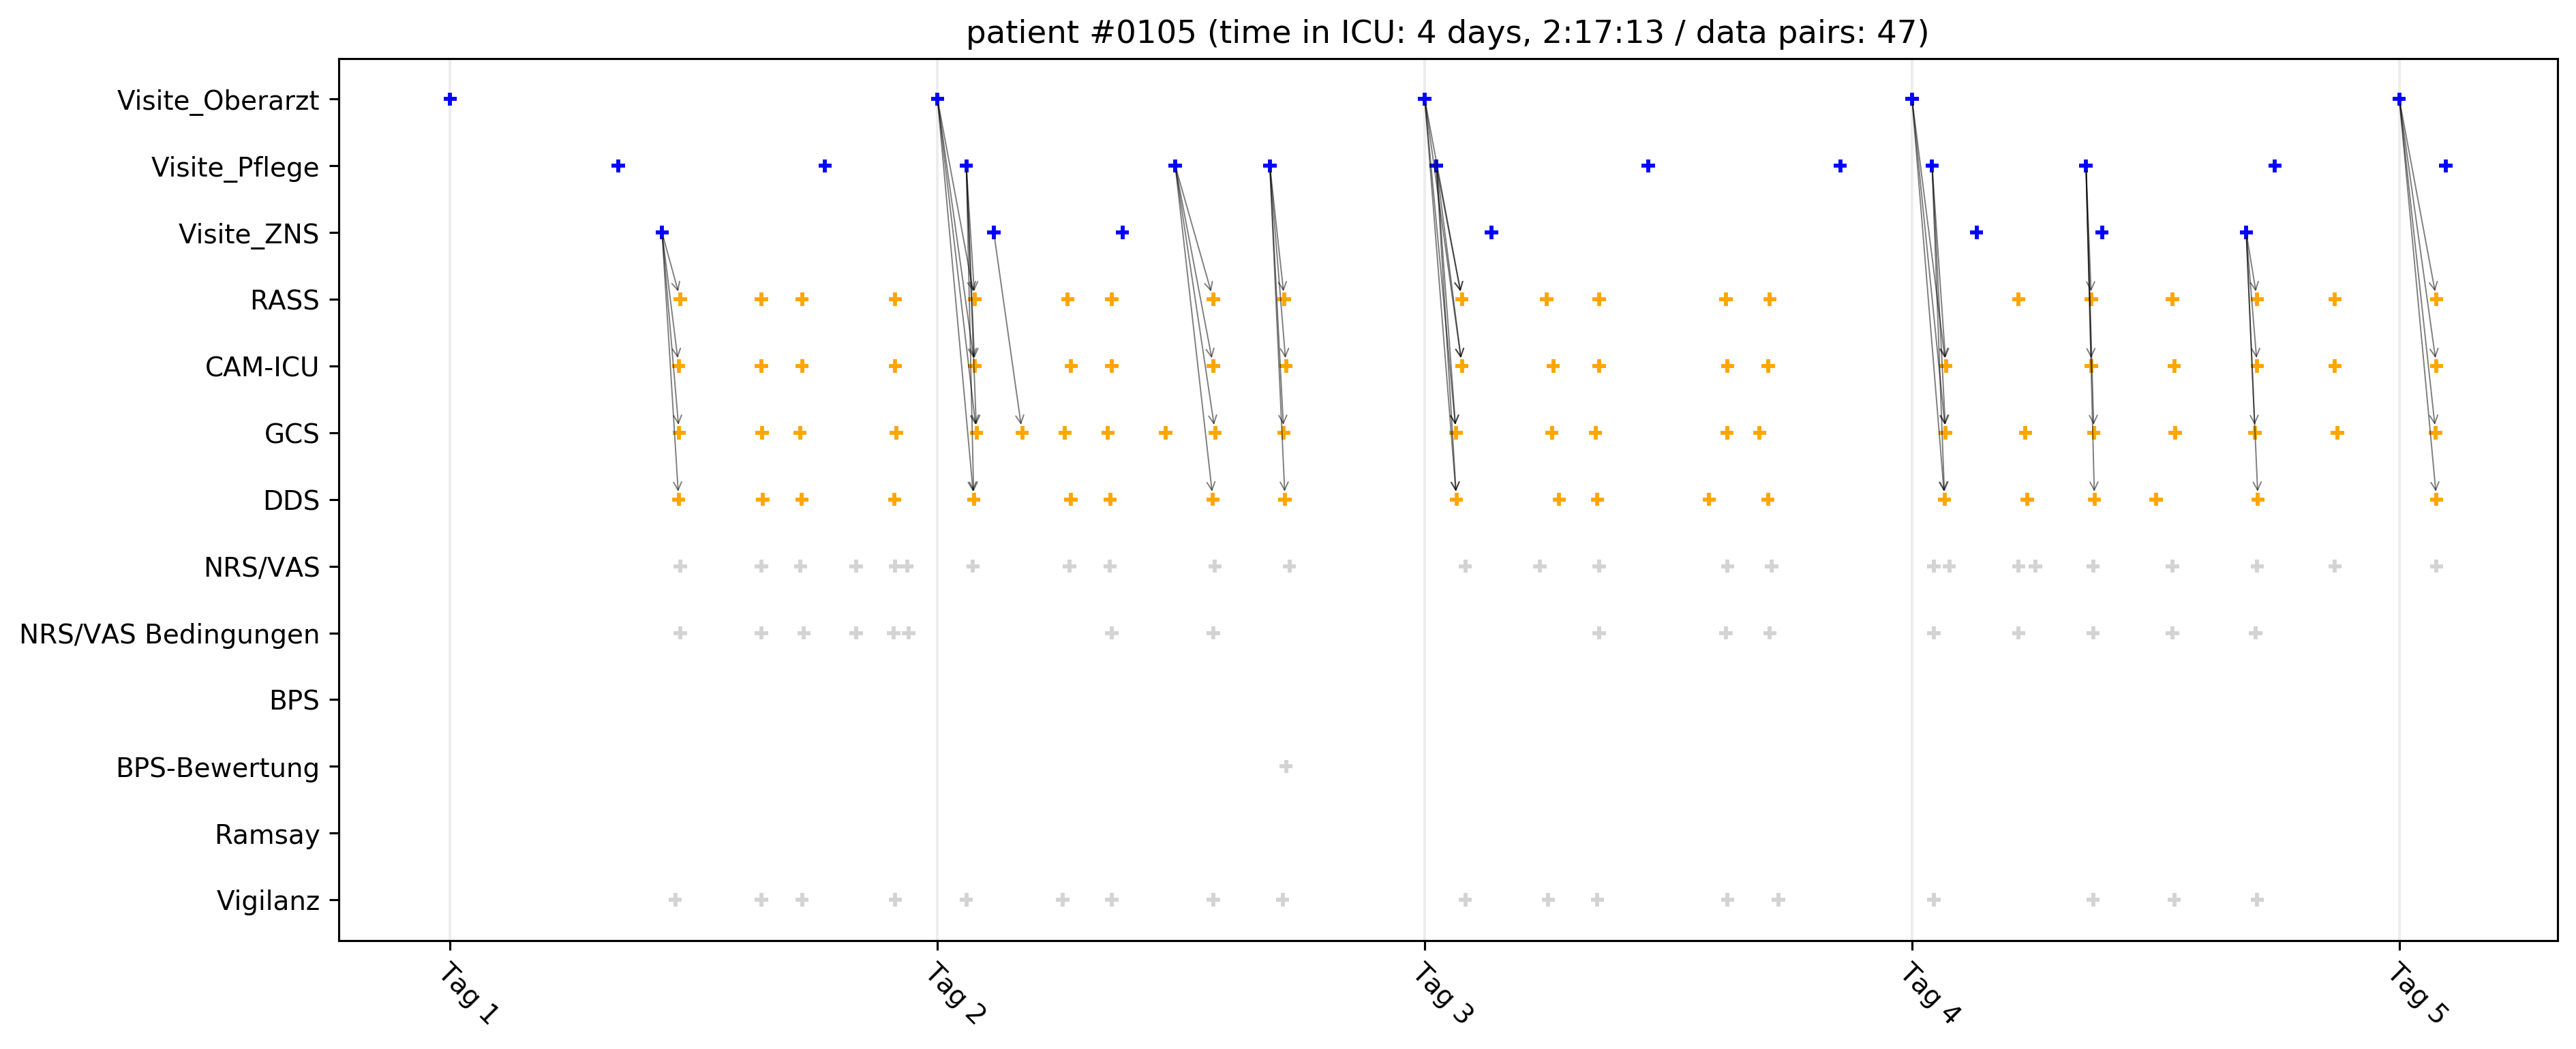 patient #0105 (time in ICU: 4 days, 2:17:13 / data pairs: 47)
Visite_Oberarzt
Visite_Pflege
Visite_ZNS
RASS
CAM-ICU
GCS
DDS
NRS/VAS
NRS/VAS Bedingungen
BPS
BPS-Bewertung
Ramsay
Vigilanz
Tag 1
Tag 2
Tag 3
Tag 4
Tag 5